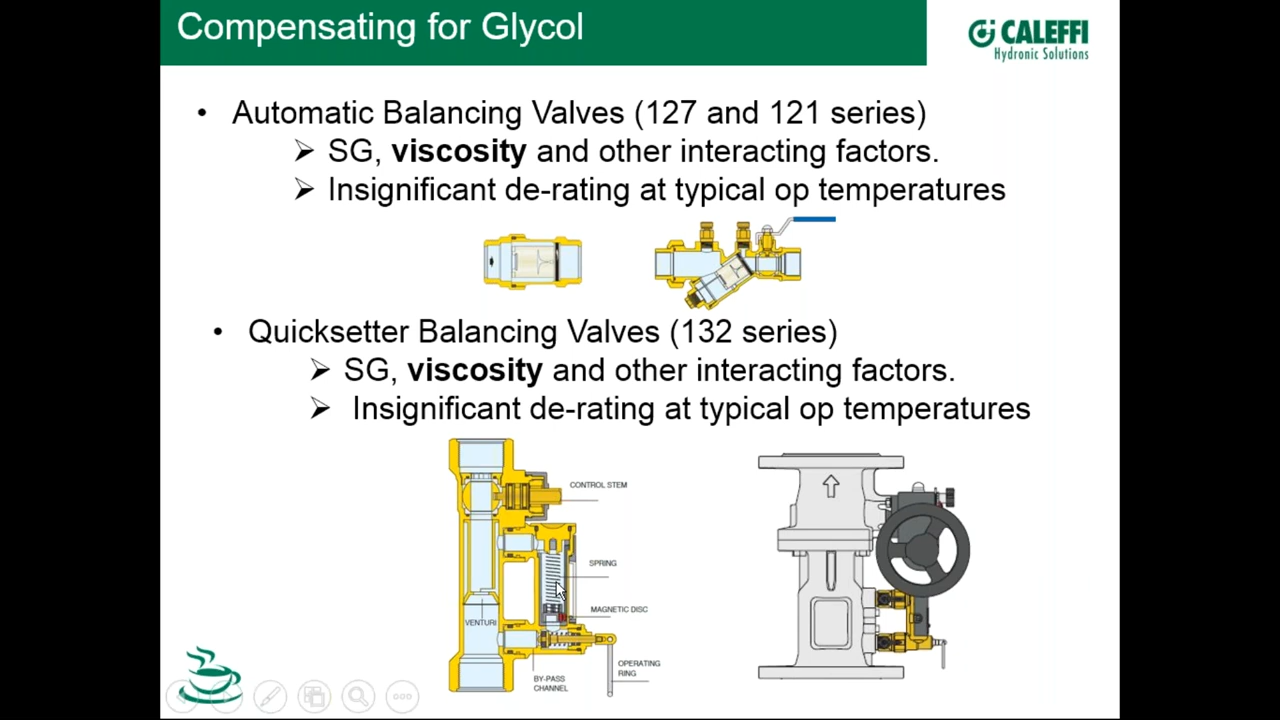 Compensating for Glycol
CALEFFI
Hydronic Solutions
• Automatic Balancing Valves (127 and 121 series)
➢ SG, viscosity and other interacting factors.
➢ Insignificant de-rating at typical op temperatures
• Quicksetter Balancing Valves (132 series)
➢ SG, viscosity and other interacting factors.
➢ Insignificant de-rating at typical op temperatures
CONTROL STEM
SPRING
MAGNETIC DISC
VENTURI
OPERATING
RING
BY-PASS
CHANNEL